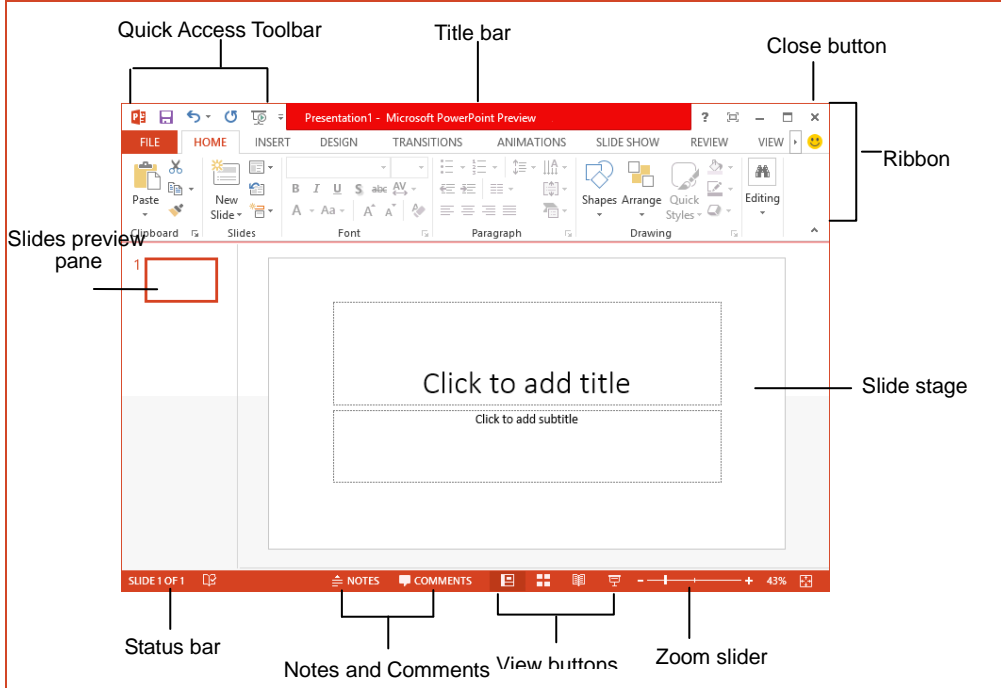 Quick Access Toolbar
Title bar
Close button
Presentation1 - Microsoft PowerPoint Preview
?
FILE HOME INSERT DESIGN TRANSITIONS ANIMATIONS SLIDE SHOW REVIEW VIEW
Ribbon
Paste
New
Slide
B I U S abc AV
A Aa A A
Shapes Arrange Quick
Styles
Editing
Clipboard Slides Font Paragraph Drawing
Slides preview
pane
1
Click to add title
Click to add subtitle
Slide stage
SLIDE 1 OF 1 NOTES COMMENTS - + 43%
Status bar
Notes and Comments
View buttons
Zoom slider